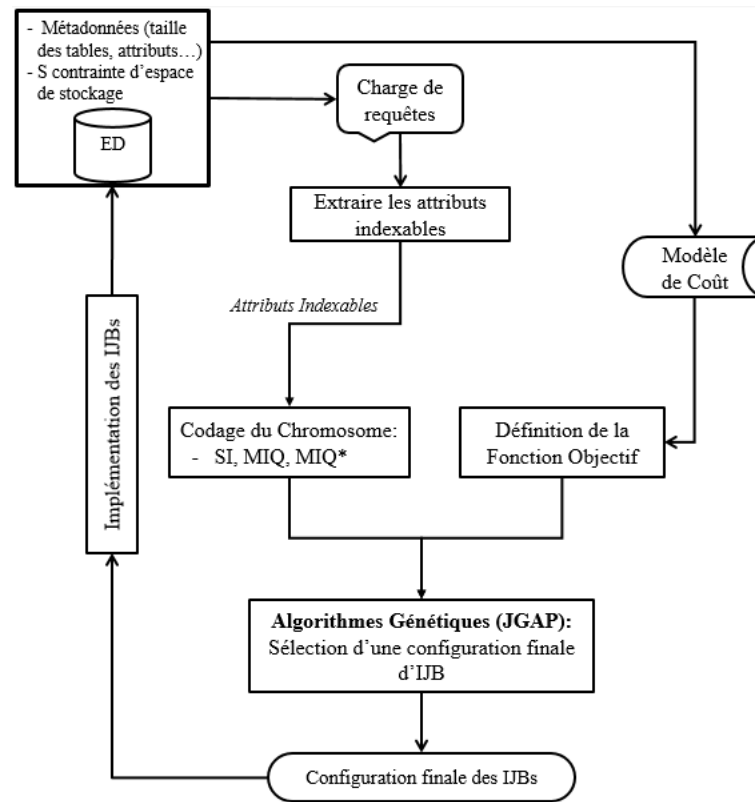 - Métadonnées (taille
des tables, attributs…)
- S contrainte d’espace
de stockage
ED
Charge de
requêtes
Extraire les attributs
indexables
Modèle
de Coût
Attributs Indexables
Implémentation des IJBs
Codage du Chromosome:
- SI, MIQ, MIQ*
Définition de la
Fonction Objectif
Algorithmes Génétiques (JGAP):
Sélection d’une configuration finale
d’IJB
Configuration finale des IJBs